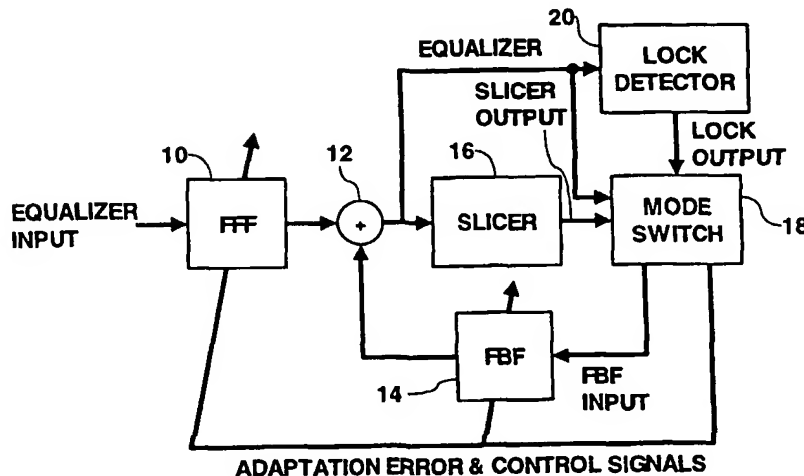 20
EQUALIZER
LOCK
DETECTOR
SLICER
OUTPUT
LOCK
OUTPUT
10
12
16
EQUALIZER
INPUT
FFF
+
SLICER
MODE
SWITCH
18
FBF
14
FBF
INPUT
ADAPTATION ERROR & CONTROL SIGNALS